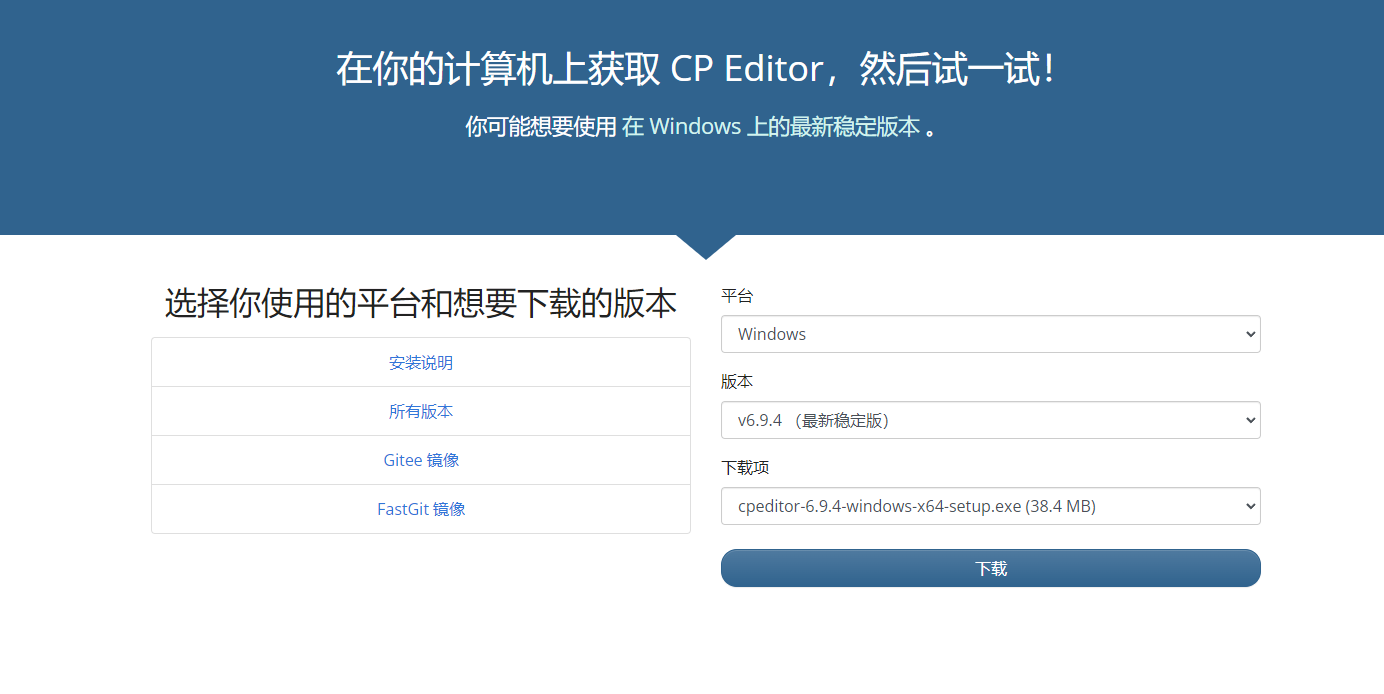 在你的计算机上获取 CP Editor，然后试一试！
你可能想要使用 在 Windows 上的最新稳定版本 。
选择你使用的平台和想要下载的版本
安装说明
所有版本
Gitee 镜像
FastGit 镜像
平台
Windows
版本
v6.9.4 （最新稳定版）
下载项
cpeditor-6.9.4-windows-x64-setup.exe (38.4 MB)
下载